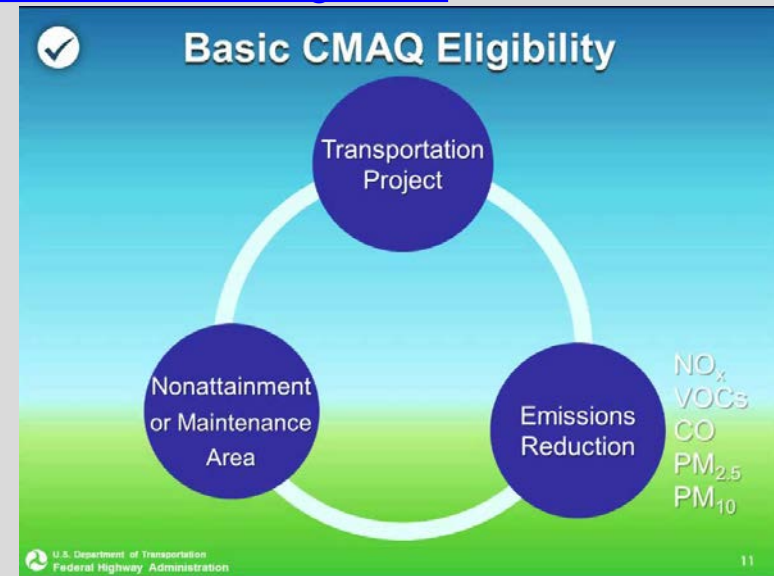 Basic CMAQ Eligibility
Transportation
Project
Nonattainment
or Maintenance
Area
Emissions
Reduction
NOₓ
VOCs
CO
PM₂.₅
PM₁₀
U.S. Department of Transportation
Federal Highway Administration
11